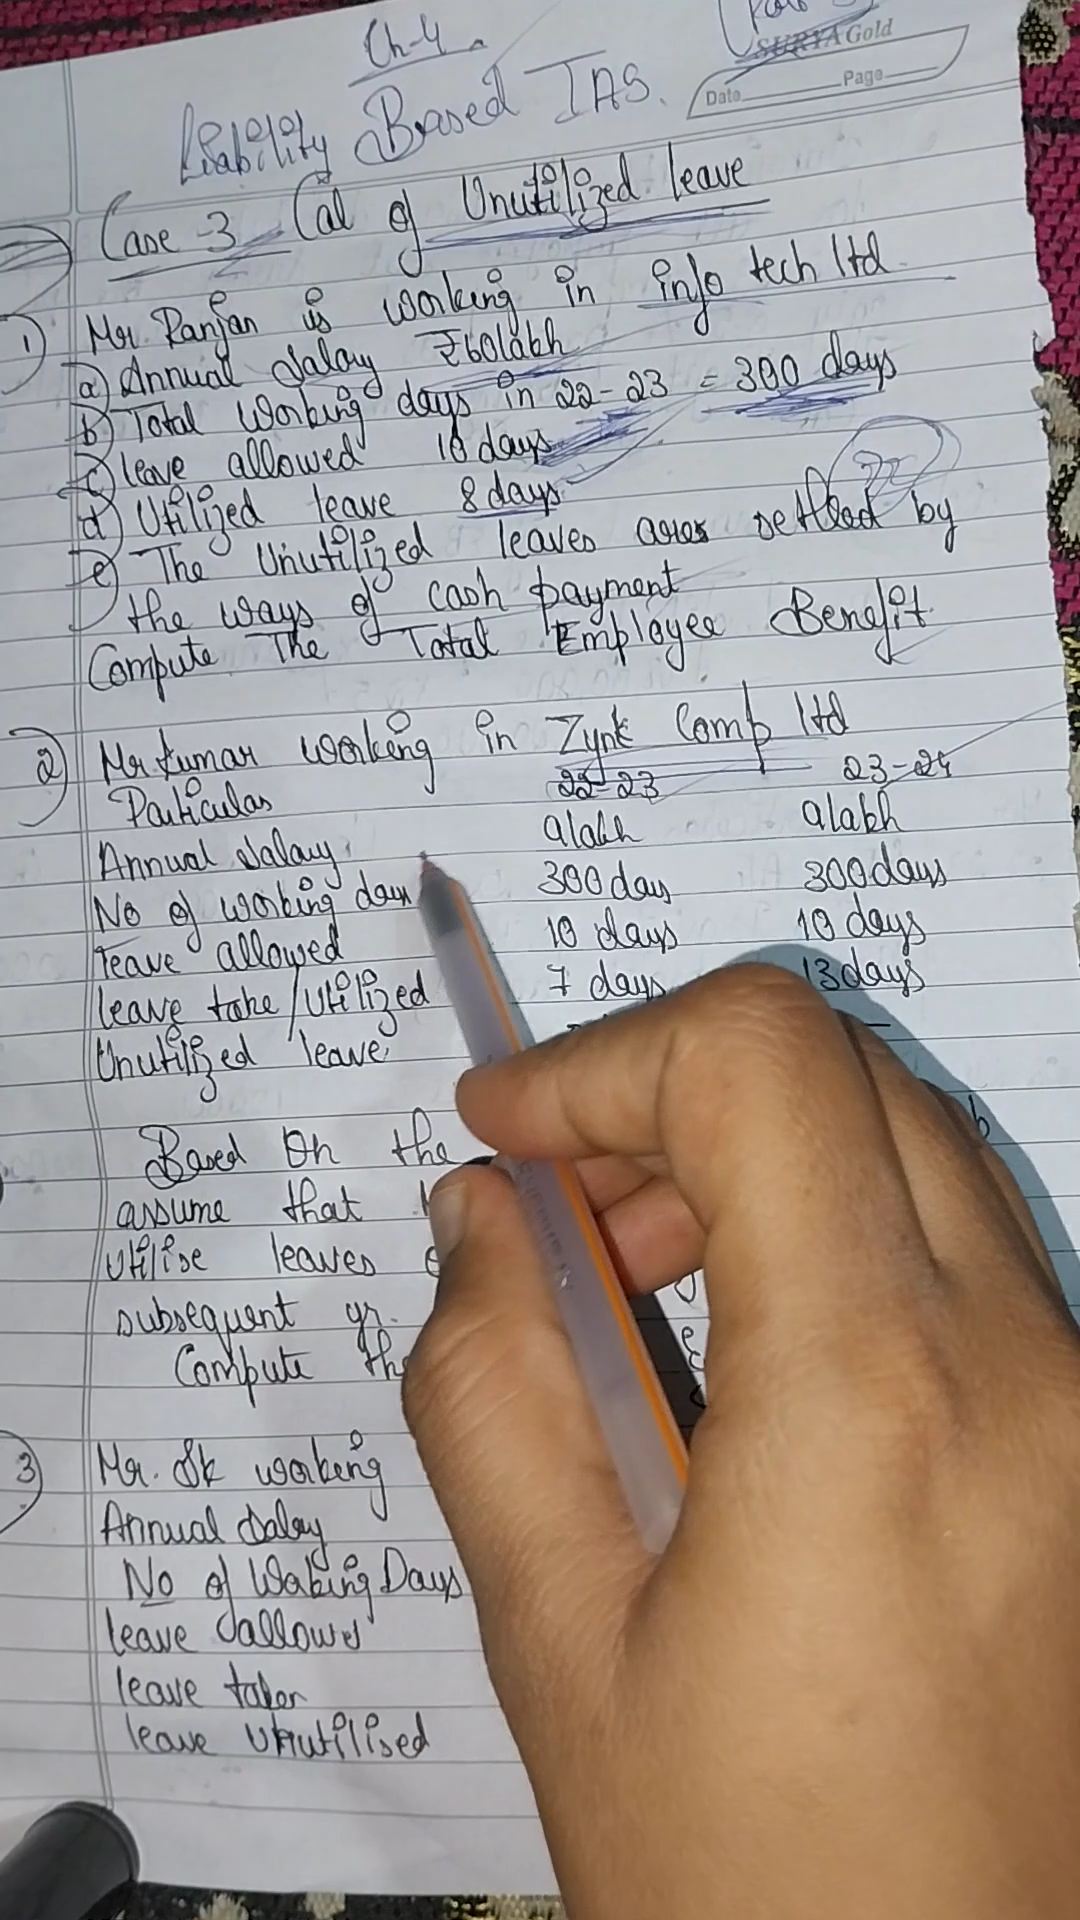 Ch-4
SURYA Gold
Date Page
Liability Based IAS.
Case-3 Cal of Unutilized leave
1) Mr. Ranjan is working in info tech ltd
a) Annual Salary ₹60lakh
b) Total working days in 22-23 = 300 days
c) leave allowed 10 days
d) Utilized leave 8 days
e) The Unutilized leaves are settled by
the ways of cash payment
Compute The Total Employee Benefit.
2) Mr Kumar working in Zynk Comp ltd
Particulas 22-23 23-24
Annual Salary alakh alakh
No of working days 300 day 300 days
leave allowed 10 days 10 days
leave take/Utilized 7 days 13 days
Unutilized leave
Based On the
assume that
Utilise leaves
subsequent yr.
Compute the
3) Mr. Sk working
Annual Salay
No of Waking Days
leave allowed
leave taken
leave Unutilised